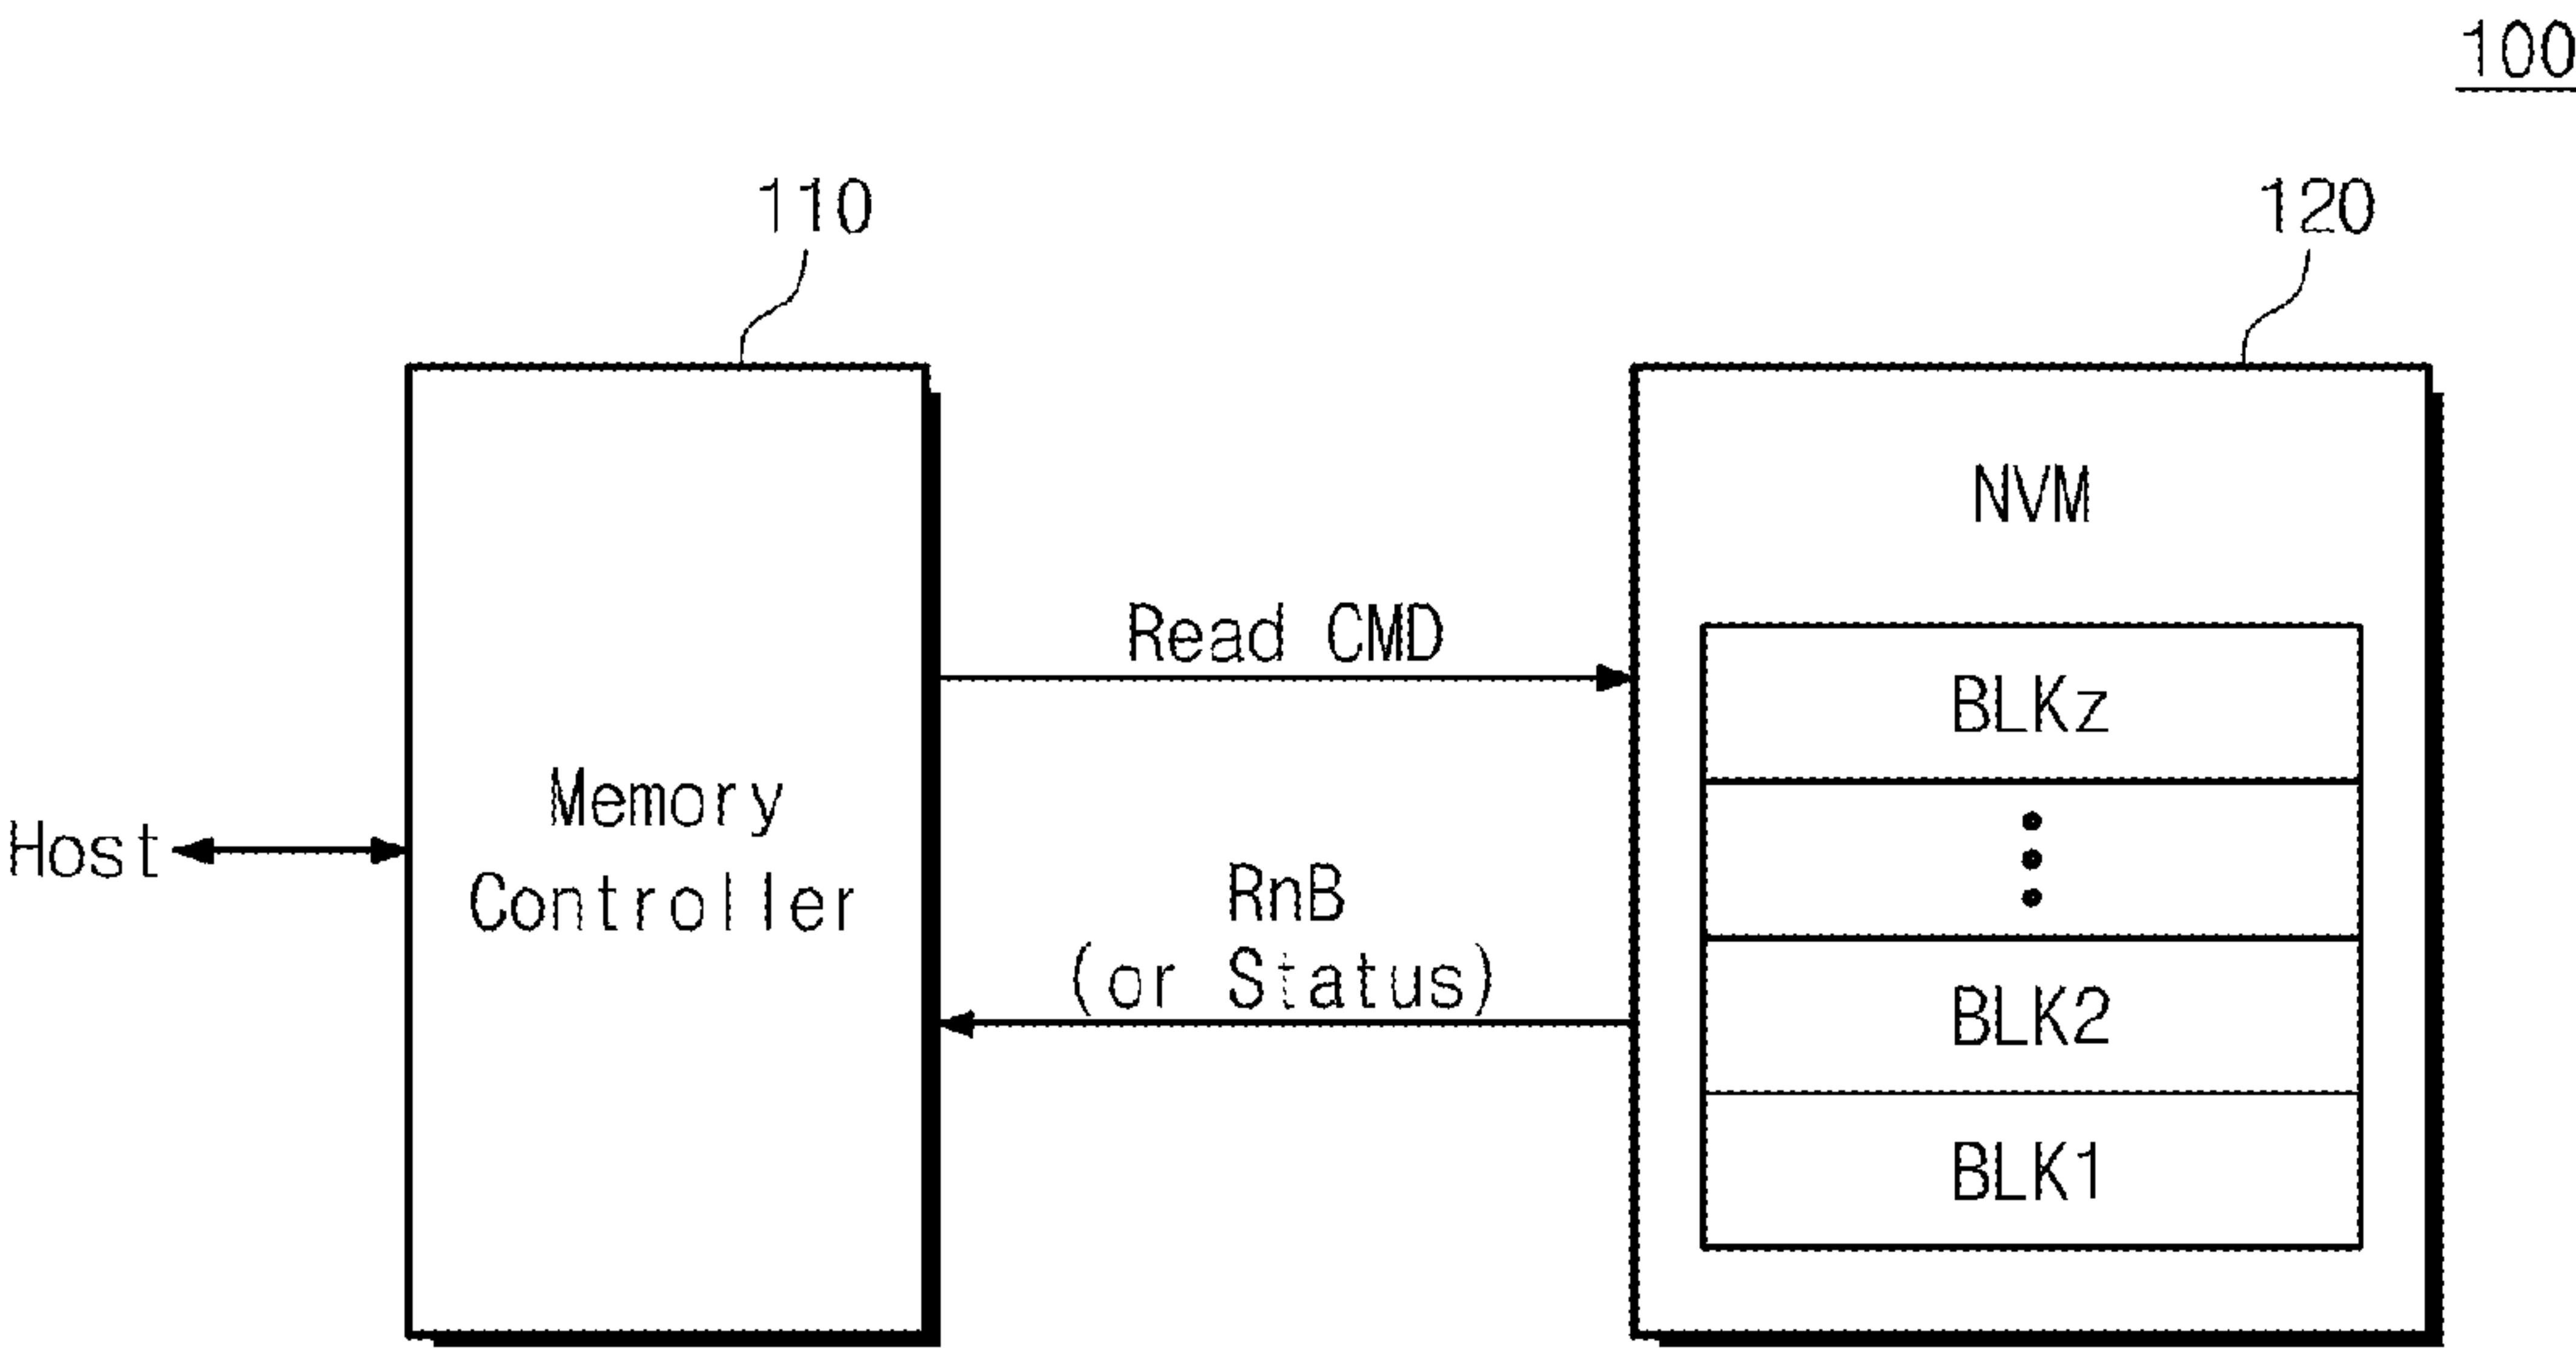 100
110
120
NVM
Read CMD
BLKz
Host
Memory
Controller
RnB
(or Status)
BLK2
BLK1